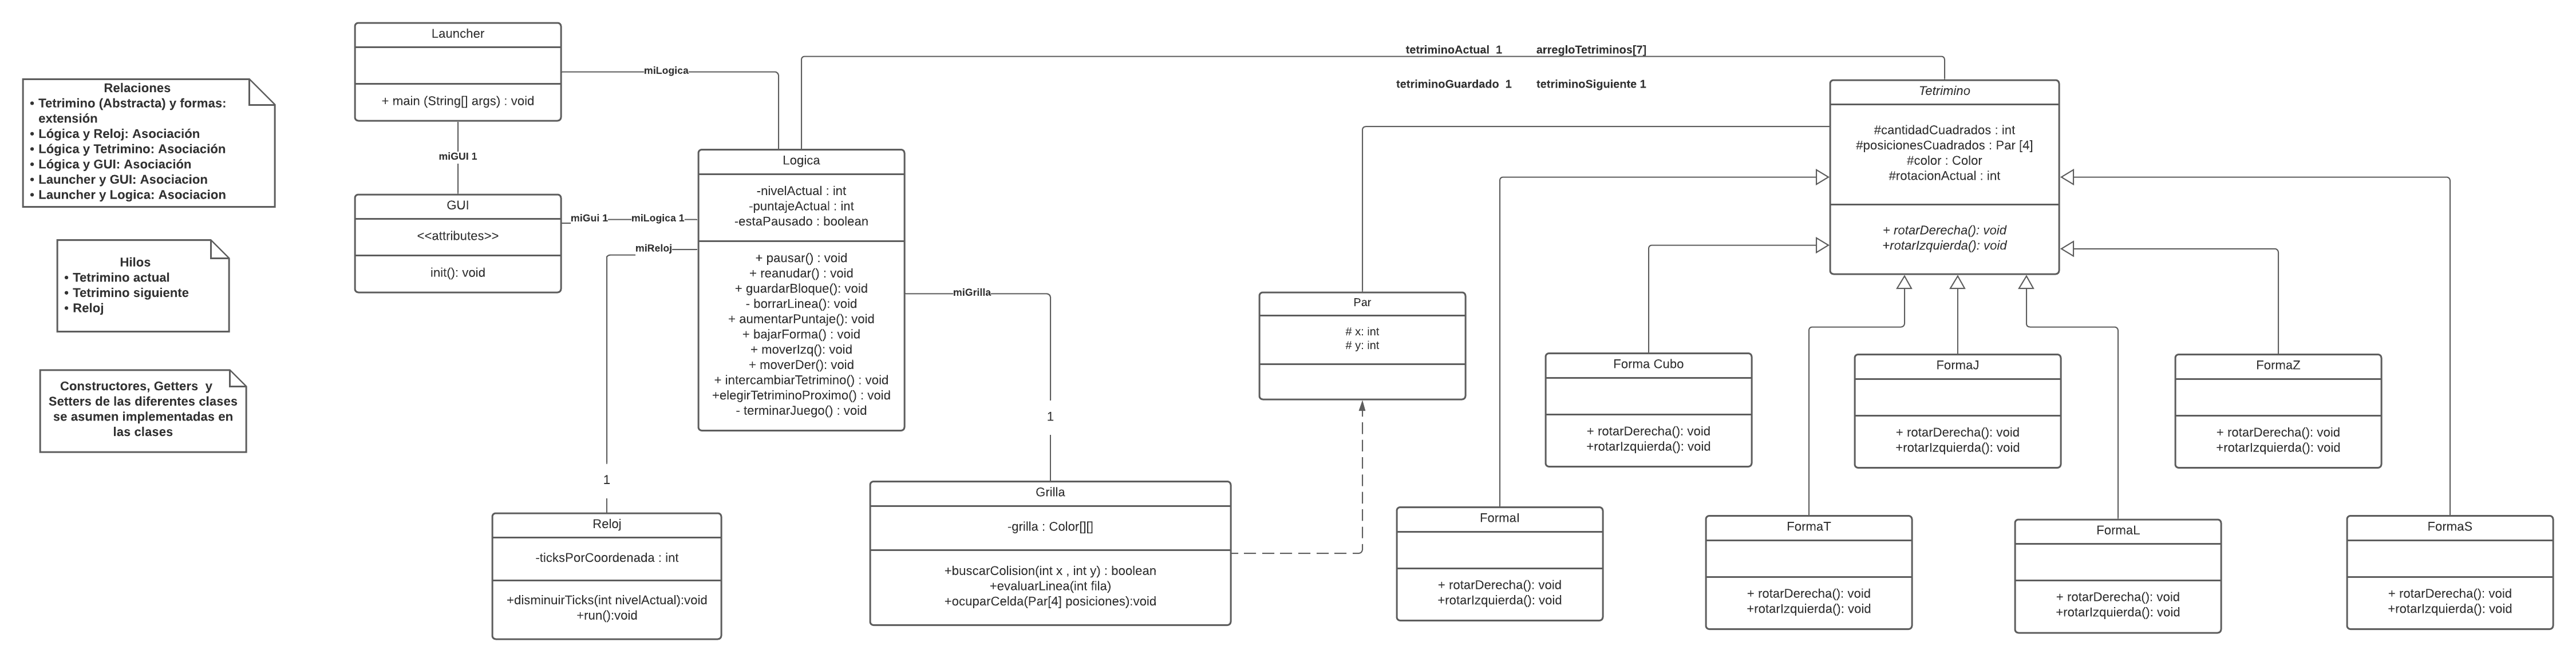 Relaciones
• Tetrimino (Abstracta) y formas:
extensión
• Lógica y Reloj: Asociación
• Lógica y Tetrimino: Asociación
• Lógica y GUI: Asociación
• Launcher y GUI: Asociacion
• Launcher y Logica: Asociacion
Hilos
• Tetrimino actual
• Tetrimino siguiente
• Reloj
Constructores, Getters y
Setters de las diferentes clases
se asumen implementadas en
las clases
Launcher
+ main (String[] args) : void
miLogica
miGUI 1
GUI
<<attributes>>
init(): void
miGui 1
miLogica 1
miReloj
Logica
-nivelActual : int
-puntajeActual : int
-estaPausado : boolean
+ pausar() : void
+ reanudar() : void
+ guardarBloque(): void
- borrarLinea(): void
+ aumentarPuntaje(): void
+ bajarForma() : void
+ moverIzq(): void
+ moverDer(): void
+ intercambiarTetrimino() : void
+elegirTetriminoProximo() : void
- terminarJuego() : void
miGrilla
1
1
Reloj
-ticksPorCoordenada : int
+disminuirTicks(int nivelActual):void
+run():void
Grilla
-grilla : Color[][]
+buscarColision(int x , int y) : boolean
+evaluarLinea(int fila)
+ocuparCelda(Par[4] posiciones):void
tetriminoActual 1
arregloTetriminos[7]
tetriminoGuardado 1
tetriminoSiguiente 1
Tetrimino
#cantidadCuadrados : int
#posicionesCuadrados : Par [4]
#color : Color
#rotacionActual : int
+ rotarDerecha(): void
+rotarIzquierda(): void
Par
# x: int
# y: int
Forma Cubo
+ rotarDerecha(): void
+rotarIzquierda(): void
FormaJ
+ rotarDerecha(): void
+rotarIzquierda(): void
FormaZ
+ rotarDerecha(): void
+rotarIzquierda(): void
FormaI
+ rotarDerecha(): void
+rotarIzquierda(): void
FormaT
+ rotarDerecha(): void
+rotarIzquierda(): void
FormaL
+ rotarDerecha(): void
+rotarIzquierda(): void
FormaS
+ rotarDerecha(): void
+rotarIzquierda(): void